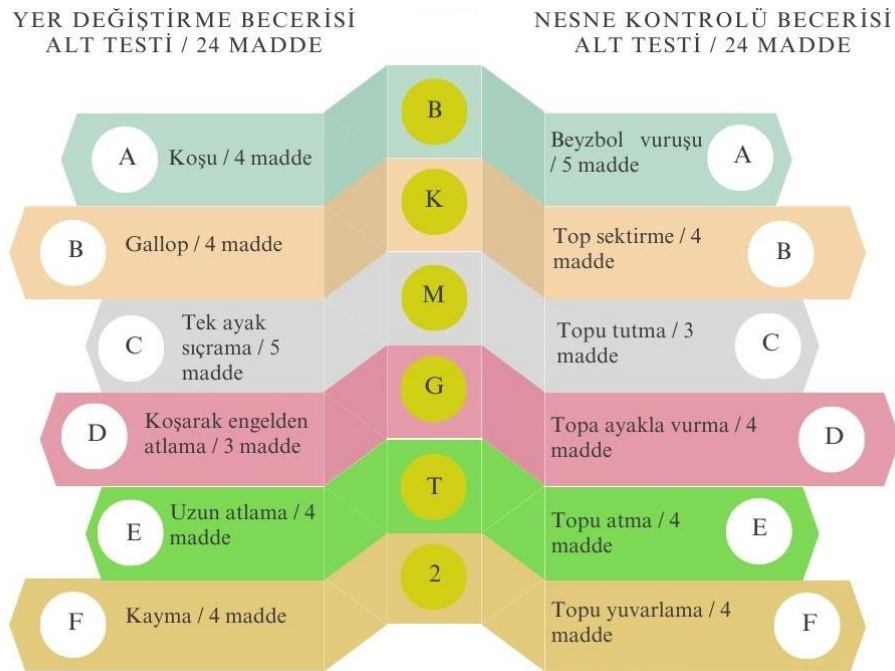 YER DEĞİŞTİRME BECERİSİ
ALT TESTİ / 24 MADDE
NESNE KONTROLÜ BECERİSİ
ALT TESTİ / 24 MADDE
B
A
Koşu / 4 madde
Beyzbol vuruşu
/ 5 madde
A
K
B
Gallop / 4 madde
Top sektirme / 4
madde
B
M
C
Tek ayak
sıçrama / 5
madde
Topu tutma / 3
madde
C
G
D
Koşarak engelden
atlama / 3 madde
Topa ayakla vurma / 4
madde
D
T
E
Uzun atlama / 4
madde
Topu atma / 4
madde
E
2
F
Kayma / 4 madde
Topu yuvarlama / 4
madde
F